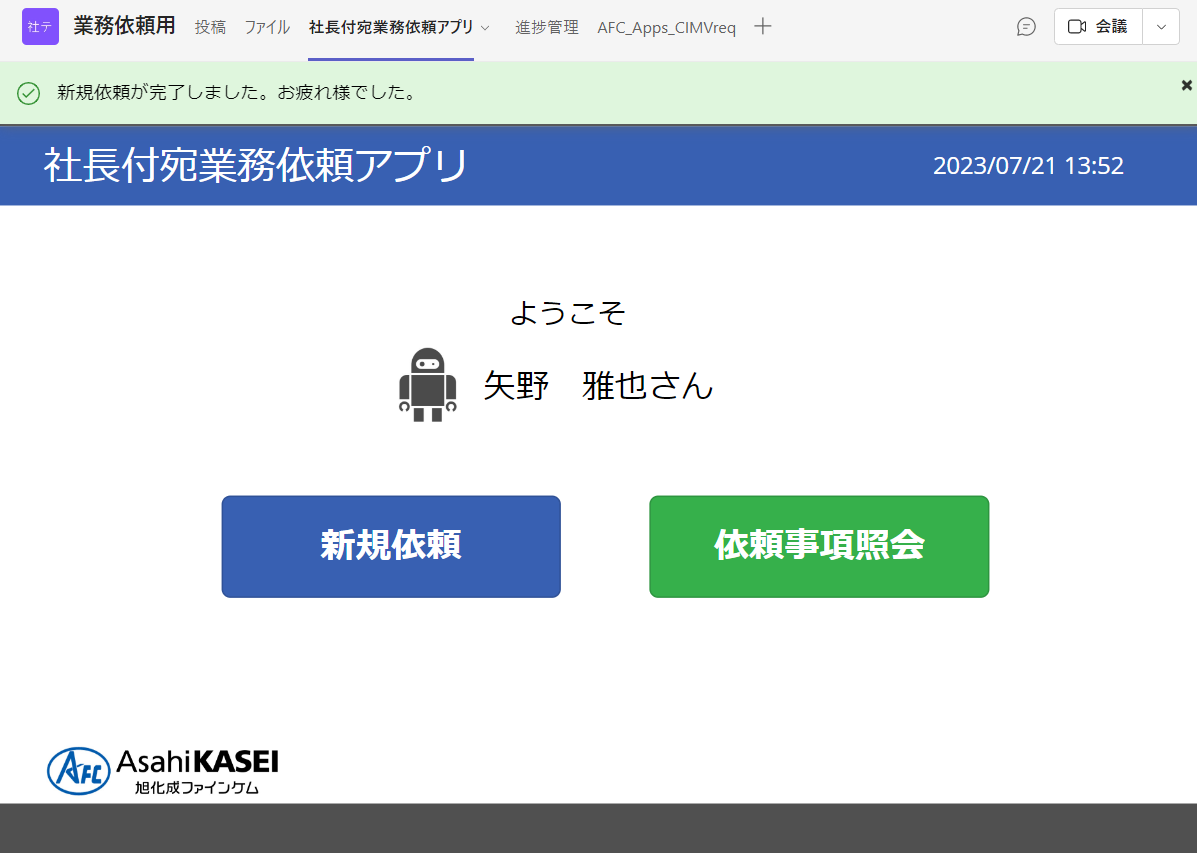 社テ 業務依頼用 投稿 ファイル 社長付宛業務依頼アプリ 進捗管理 AFC_Apps_CIMVreq 会議
新規依頼が完了しました。お疲れ様でした。
社長付宛業務依頼アプリ 2023/07/21 13:52
ようこそ
矢野　雅也さん
新規依頼 依頼事項照会
AFC AsahiKASEI
旭化成ファインケム